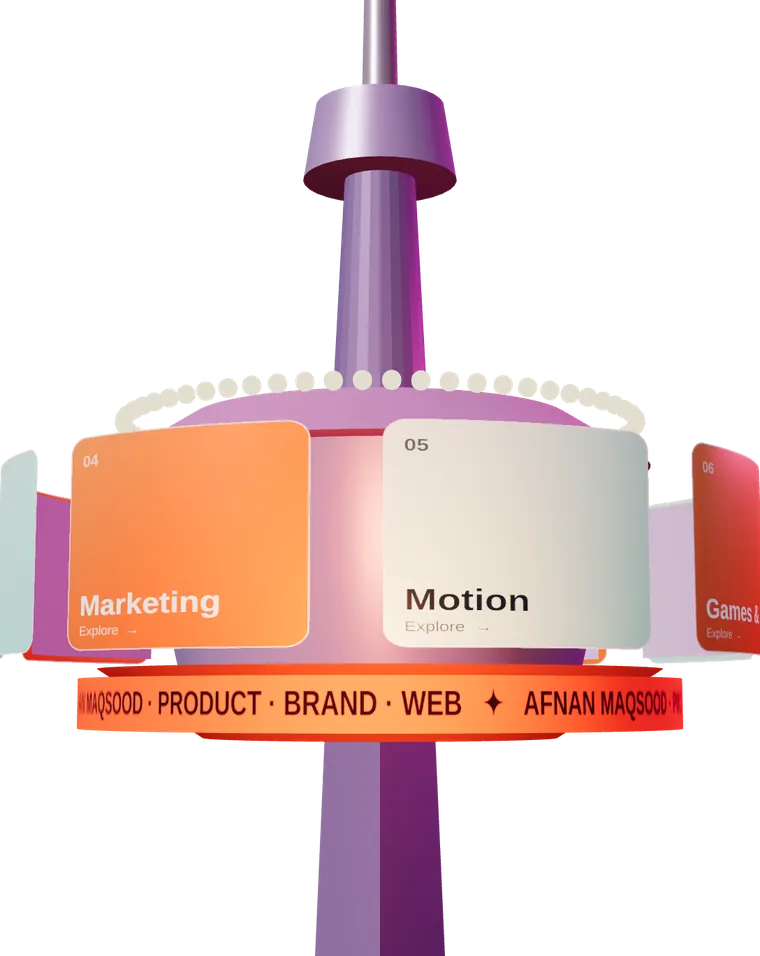 04
Marketing
Explore →
05
Motion
Explore →
06
Games &
Explore
MAQSOOD · PRODUCT · BRAND · WEB ✦ AFNAN MAQSOOD ·